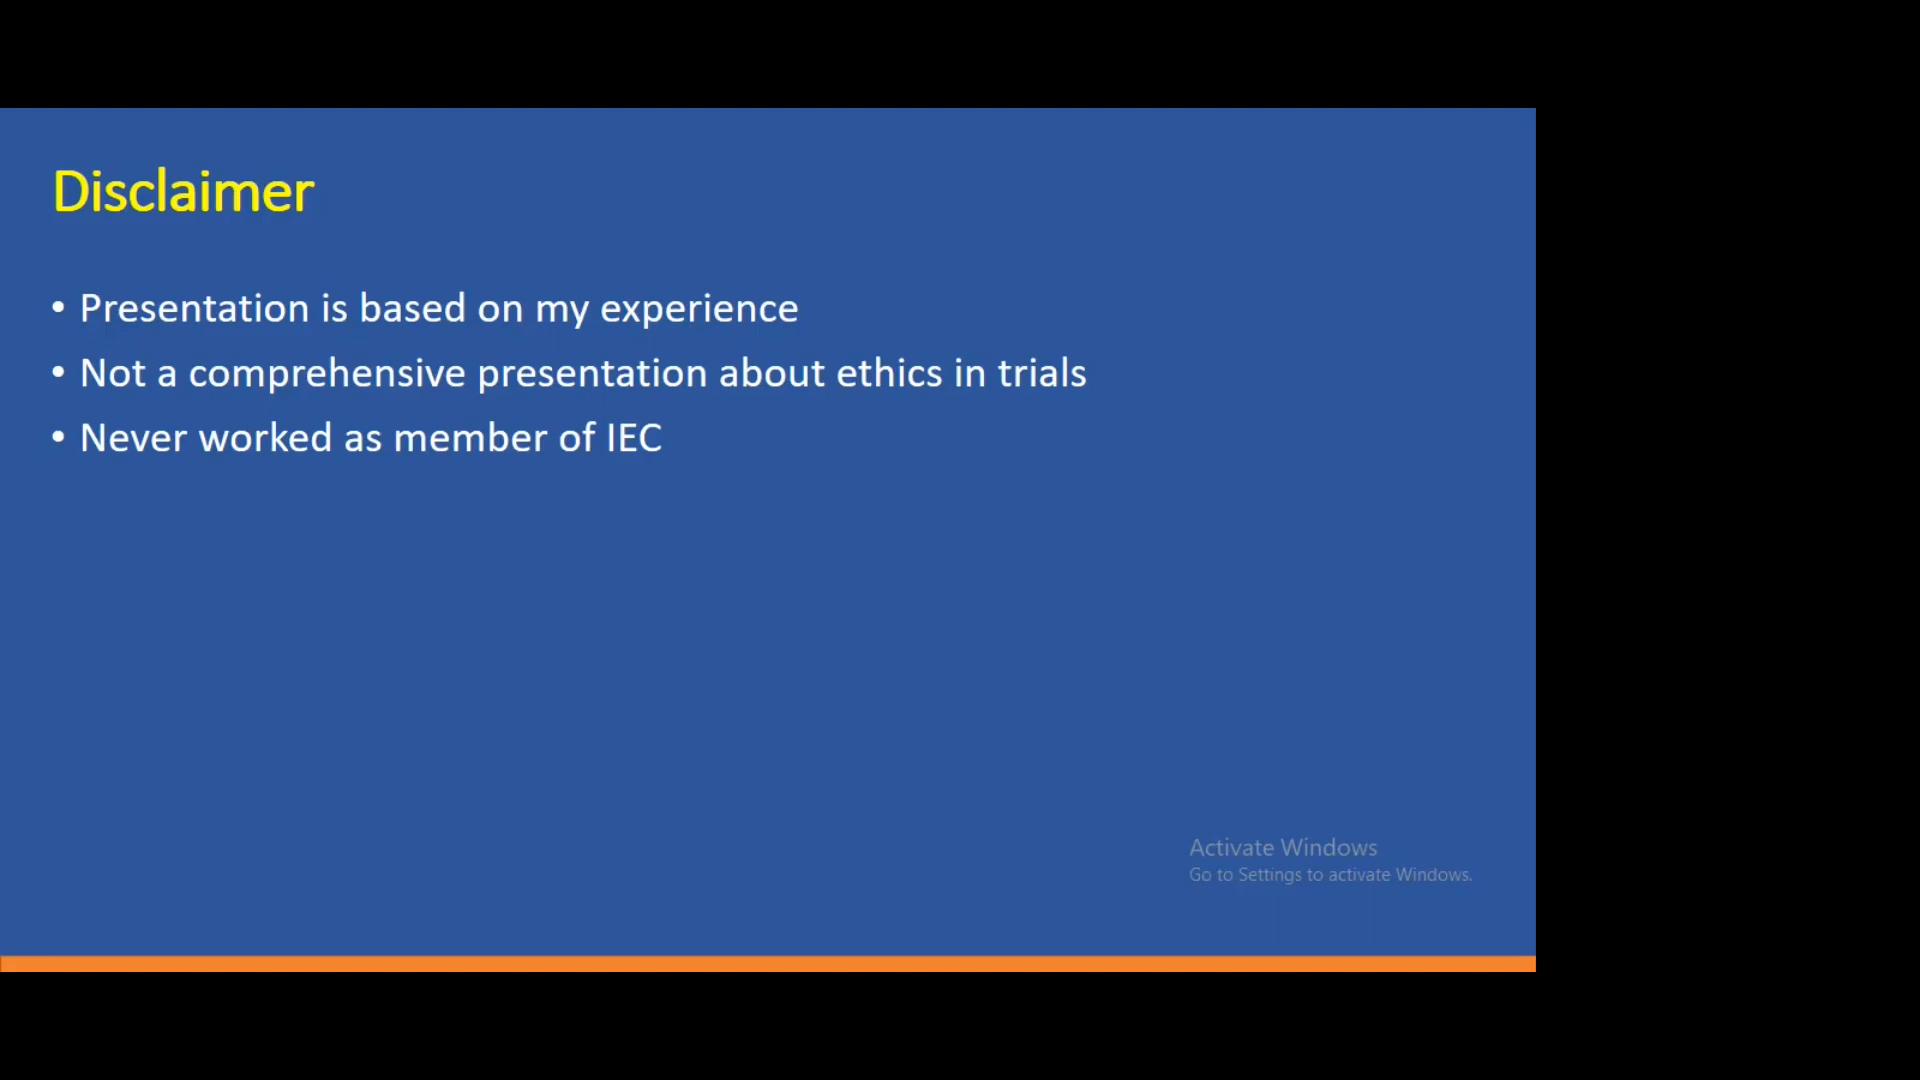 Disclaimer
• Presentation is based on my experience
• Not a comprehensive presentation about ethics in trials
• Never worked as member of IEC
Activate Windows
Go to Settings to activate Windows.